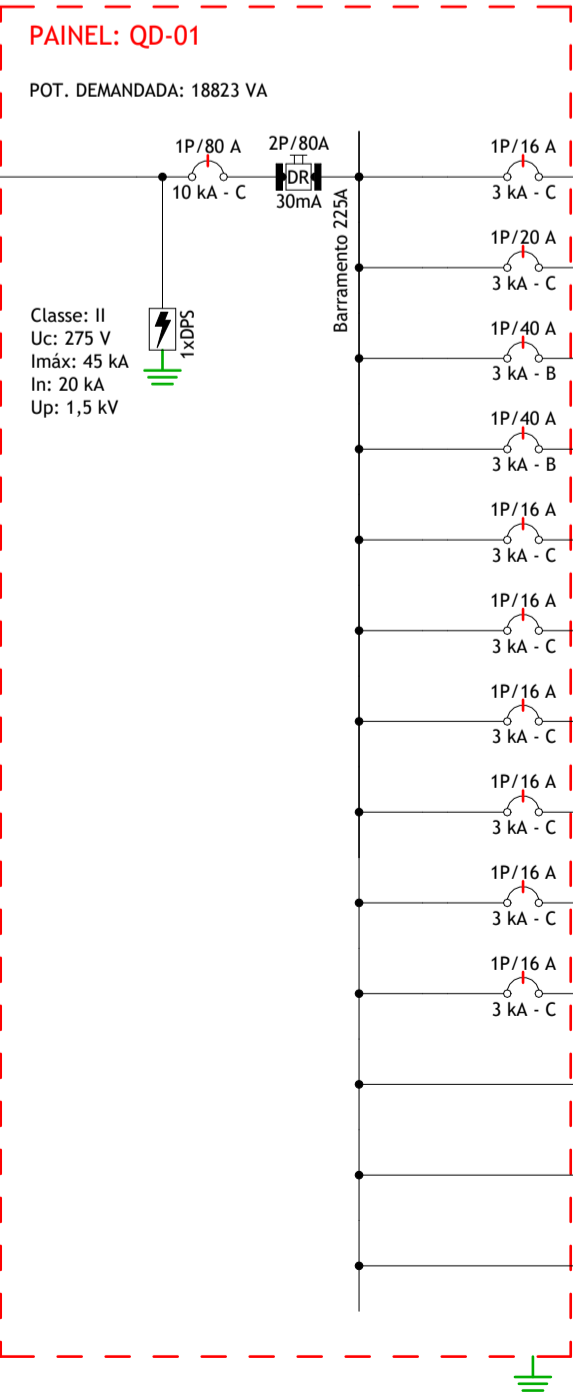 PAINEL: QD-01
POT. DEMANDADA: 18823 VA
1P/80 A
10 kA - C
2P/80A
DR
30mA
Barramento 225A
Classe: II
Uc: 275 V
Imáx: 45 kA
In: 20 kA
Up: 1,5 kV
1xDPS
1P/16 A
3 kA - C
1P/20 A
3 kA - C
1P/40 A
3 kA - B
1P/40 A
3 kA - B
1P/16 A
3 kA - C
1P/16 A
3 kA - C
1P/16 A
3 kA - C
1P/16 A
3 kA - C
1P/16 A
3 kA - C
1P/16 A
3 kA - C